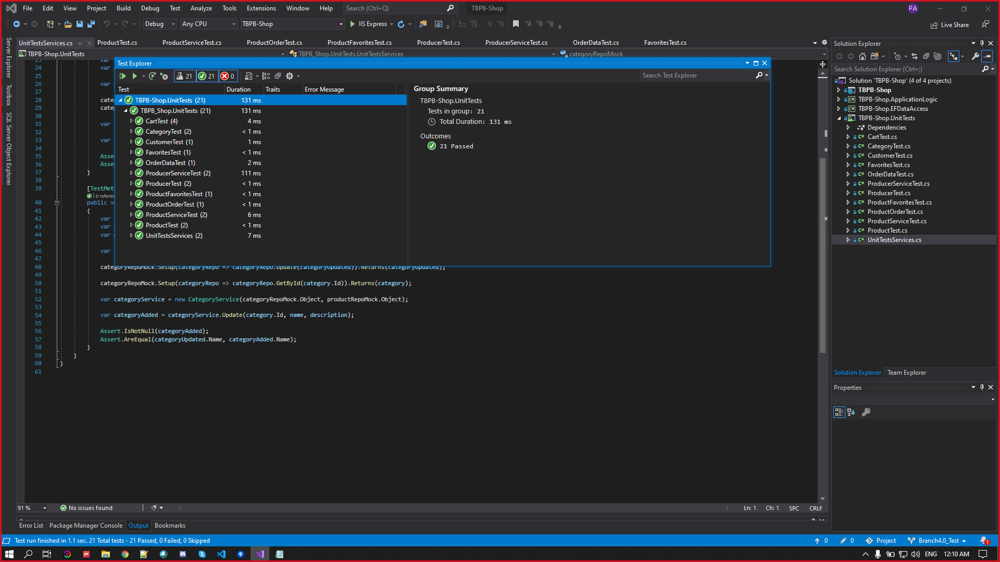 File Edit View Project Build Debug Test Analyze Tools Extensions Window Help Search (Ctrl+Q) TBPB-Shop PA
Debug Any CPU TBPB-Shop IIS Express Live Share
UnitTestsServices.cs ProductTest.cs ProductServiceTest.cs ProductOrderTest.cs ProductFavoritesTest.cs ProducerTest.cs ProducerServiceTest.cs OrderDataTest.cs FavoritesTest.cs
TBPB-Shop.UnitTests TBPB_Shop.UnitTests.UnitTestsServices categoryRepoMock
Server Explorer
Toolbox
SQL Server Object Explorer
Test Explorer
21 21 0 Search Test Explorer
Test Duration Traits Error Message
TBPB-Shop.UnitTests (21) 131 ms
TBPB_Shop.UnitTests (21) 131 ms
CartTest (4) 4 ms
CategoryTest (2) < 1 ms
CustomerTest (1) 1 ms
FavoritesTest (1) < 1 ms
OrderDataTest (1) 2 ms
ProducerServiceTest (2) 111 ms
ProducerTest (2) < 1 ms
ProductFavoritesTest (1) < 1 ms
ProductOrderTest (1) < 1 ms
ProductServiceTest (2) 6 ms
ProductTest (2) < 1 ms
UnitTestsServices (2) 7 ms
Group Summary
TBPB-Shop.UnitTests
Tests in group: 21
Total Duration: 131 ms
Outcomes
21 Passed
23 var
24 var
25
26 var
27
28 cate
29 cate
30
31 var
32
33 var
34
35 Asse
36 Asse
37 }
38
39 [TestMet
0 referen
40 public v
41 {
42 var
43 var
44 var
45
46 var
47
48 categoryRepoMock.Setup(categoryRepo => categoryRepo.Update(categoryUpdated)).Returns(categoryUpdated);
49
50 categoryRepoMock.Setup(categoryRepo => categoryRepo.GetById(category.Id)).Returns(category);
51
52 var categoryService = new CategoryService(categoryRepoMock.Object, productRepoMock.Object);
53
54 var categoryAdded = categoryService.Update(category.Id, name, description);
55
56 Assert.IsNotNull(categoryAdded);
57 Assert.AreEqual(categoryUpdated.Name, categoryAdded.Name);
58 }
59 }
60 }
61
91 % No issues found Ln: 1 Ch: 1 SPC CRLF
Error List Package Manager Console Output Bookmarks
Solution Explorer
Search Solution Explorer (Ctrl+;)
Solution 'TBPB-Shop' (4 of 4 projects)
TBPB-Shop
TBPB-Shop.ApplicationLogic
TBPB-Shop.EFDataAccess
TBPB-Shop.UnitTests
Dependencies
C# CartTest.cs
C# CategoryTest.cs
C# CustomerTest.cs
C# FavoritesTest.cs
C# OrderDataTest.cs
C# ProducerServiceTest.cs
C# ProducerTest.cs
C# ProductFavoritesTest.cs
C# ProductOrderTest.cs
C# ProductServiceTest.cs
C# ProductTest.cs
C# UnitTestsServices.cs
Solution Explorer Team Explorer
Properties
Test run finished in 1.1 sec. 21 Total tests - 21 Passed, 0 Failed, 0 Skipped 0 0 Project Branch4.0_Test 1
ENG 12:10 AM